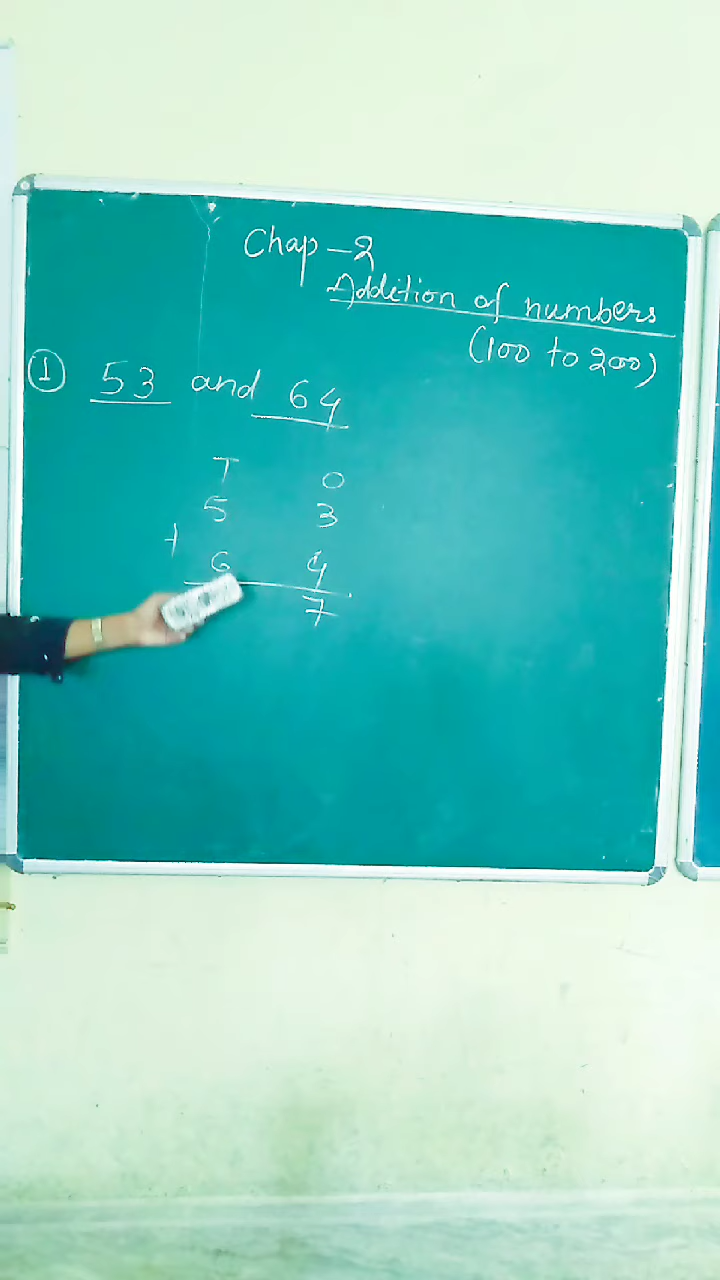 Chap-2
Addition of numbers
(100 to 200)
① 53 and 64
T O
5 3
+
6 4
7